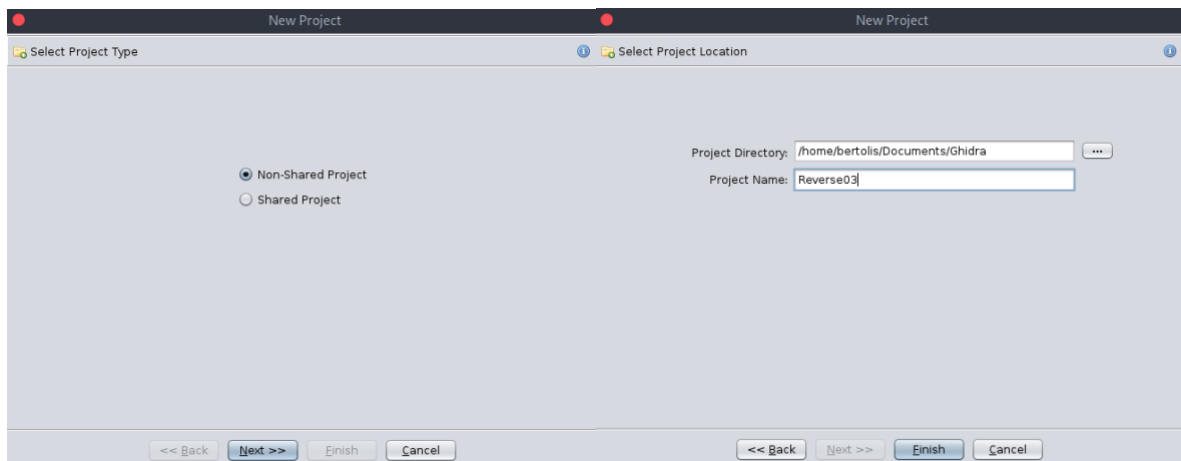 New Project
Select Project Type
Non-Shared Project
Shared Project
<< Back Next >> Finish Cancel
New Project
Select Project Location
Project Directory: /home/bertolis/Documents/Ghidra ...
Project Name: Reverse03
<< Back Next >> Finish Cancel